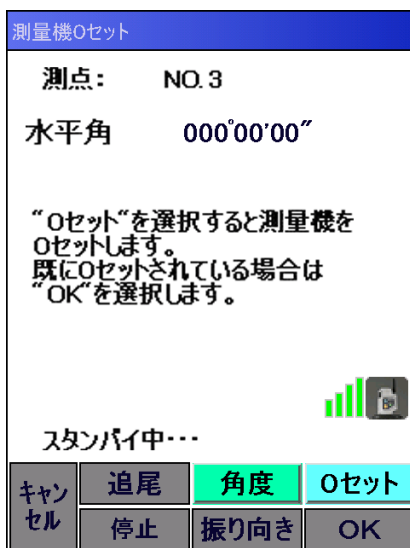 測量機0セット
測点: NO.3
水平角 000°00′00″
“0セット“を選択すると測量機を
0セットします。
既に0セットされている場合は
“OK“を選択します。
スタンバイ中･･･
キャン
セル
追尾 角度 0セット
停止 振り向き OK